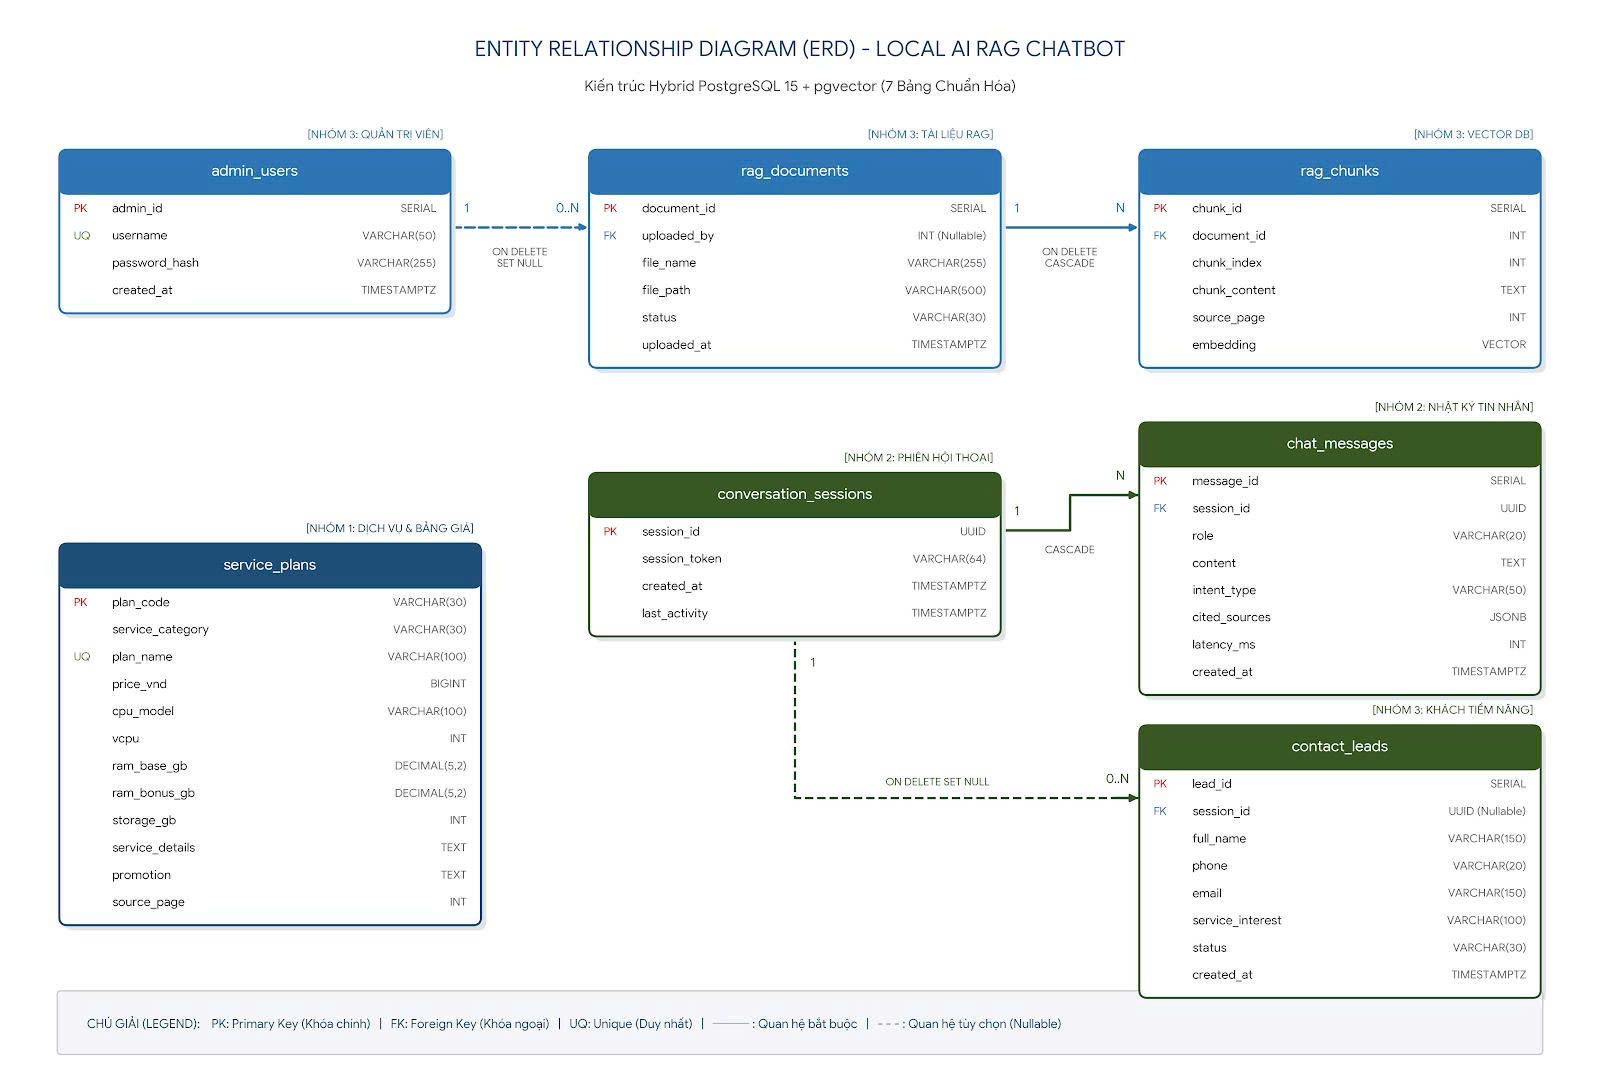 ENTITY RELATIONSHIP DIAGRAM (ERD) - LOCAL AI RAG CHATBOT
Kiến trúc Hybrid PostgreSQL 15 + pgvector (7 Bảng Chuẩn Hóa)
[NHÓM 3: QUẢN TRỊ VIÊN]
admin_users
PK admin_id SERIAL
UQ username VARCHAR(50)
password_hash VARCHAR(255)
created_at TIMESTAMPTZ
1 0..N
ON DELETE
SET NULL
[NHÓM 3: TÀI LIỆU RAG]
rag_documents
PK document_id SERIAL
FK uploaded_by INT (Nullable)
file_name VARCHAR(255)
file_path VARCHAR(500)
status VARCHAR(30)
uploaded_at TIMESTAMPTZ
1 N
ON DELETE
CASCADE
[NHÓM 3: VECTOR DB]
rag_chunks
PK chunk_id SERIAL
FK document_id INT
chunk_index INT
chunk_content TEXT
source_page INT
embedding VECTOR
[NHÓM 1: DỊCH VỤ & BẢNG GIÁ]
service_plans
PK plan_code VARCHAR(30)
service_category VARCHAR(30)
UQ plan_name VARCHAR(100)
price_vnd BIGINT
cpu_model VARCHAR(100)
vcpu INT
ram_base_gb DECIMAL(5,2)
ram_bonus_gb DECIMAL(5,2)
storage_gb INT
service_details TEXT
promotion TEXT
source_page INT
[NHÓM 2: PHIÊN HỘI THOẠI]
conversation_sessions
PK session_id UUID
session_token VARCHAR(64)
created_at TIMESTAMPTZ
last_activity TIMESTAMPTZ
1 N
CASCADE
1
ON DELETE SET NULL 0..N
[NHÓM 2: NHẬT KÝ TIN NHẮN]
chat_messages
PK message_id SERIAL
FK session_id UUID
role VARCHAR(20)
content TEXT
intent_type VARCHAR(50)
cited_sources JSONB
latency_ms INT
created_at TIMESTAMPTZ
[NHÓM 3: KHÁCH TIỀM NĂNG]
contact_leads
PK lead_id SERIAL
FK session_id UUID (Nullable)
full_name VARCHAR(150)
phone VARCHAR(20)
email VARCHAR(150)
service_interest VARCHAR(100)
status VARCHAR(30)
created_at TIMESTAMPTZ
CHÚ GIẢI (LEGEND): PK: Primary Key (Khóa chính) | FK: Foreign Key (Khóa ngoại) | UQ: Unique (Duy nhất) | ——— : Quan hệ bắt buộc | - - - : Quan hệ tùy chọn (Nullable)